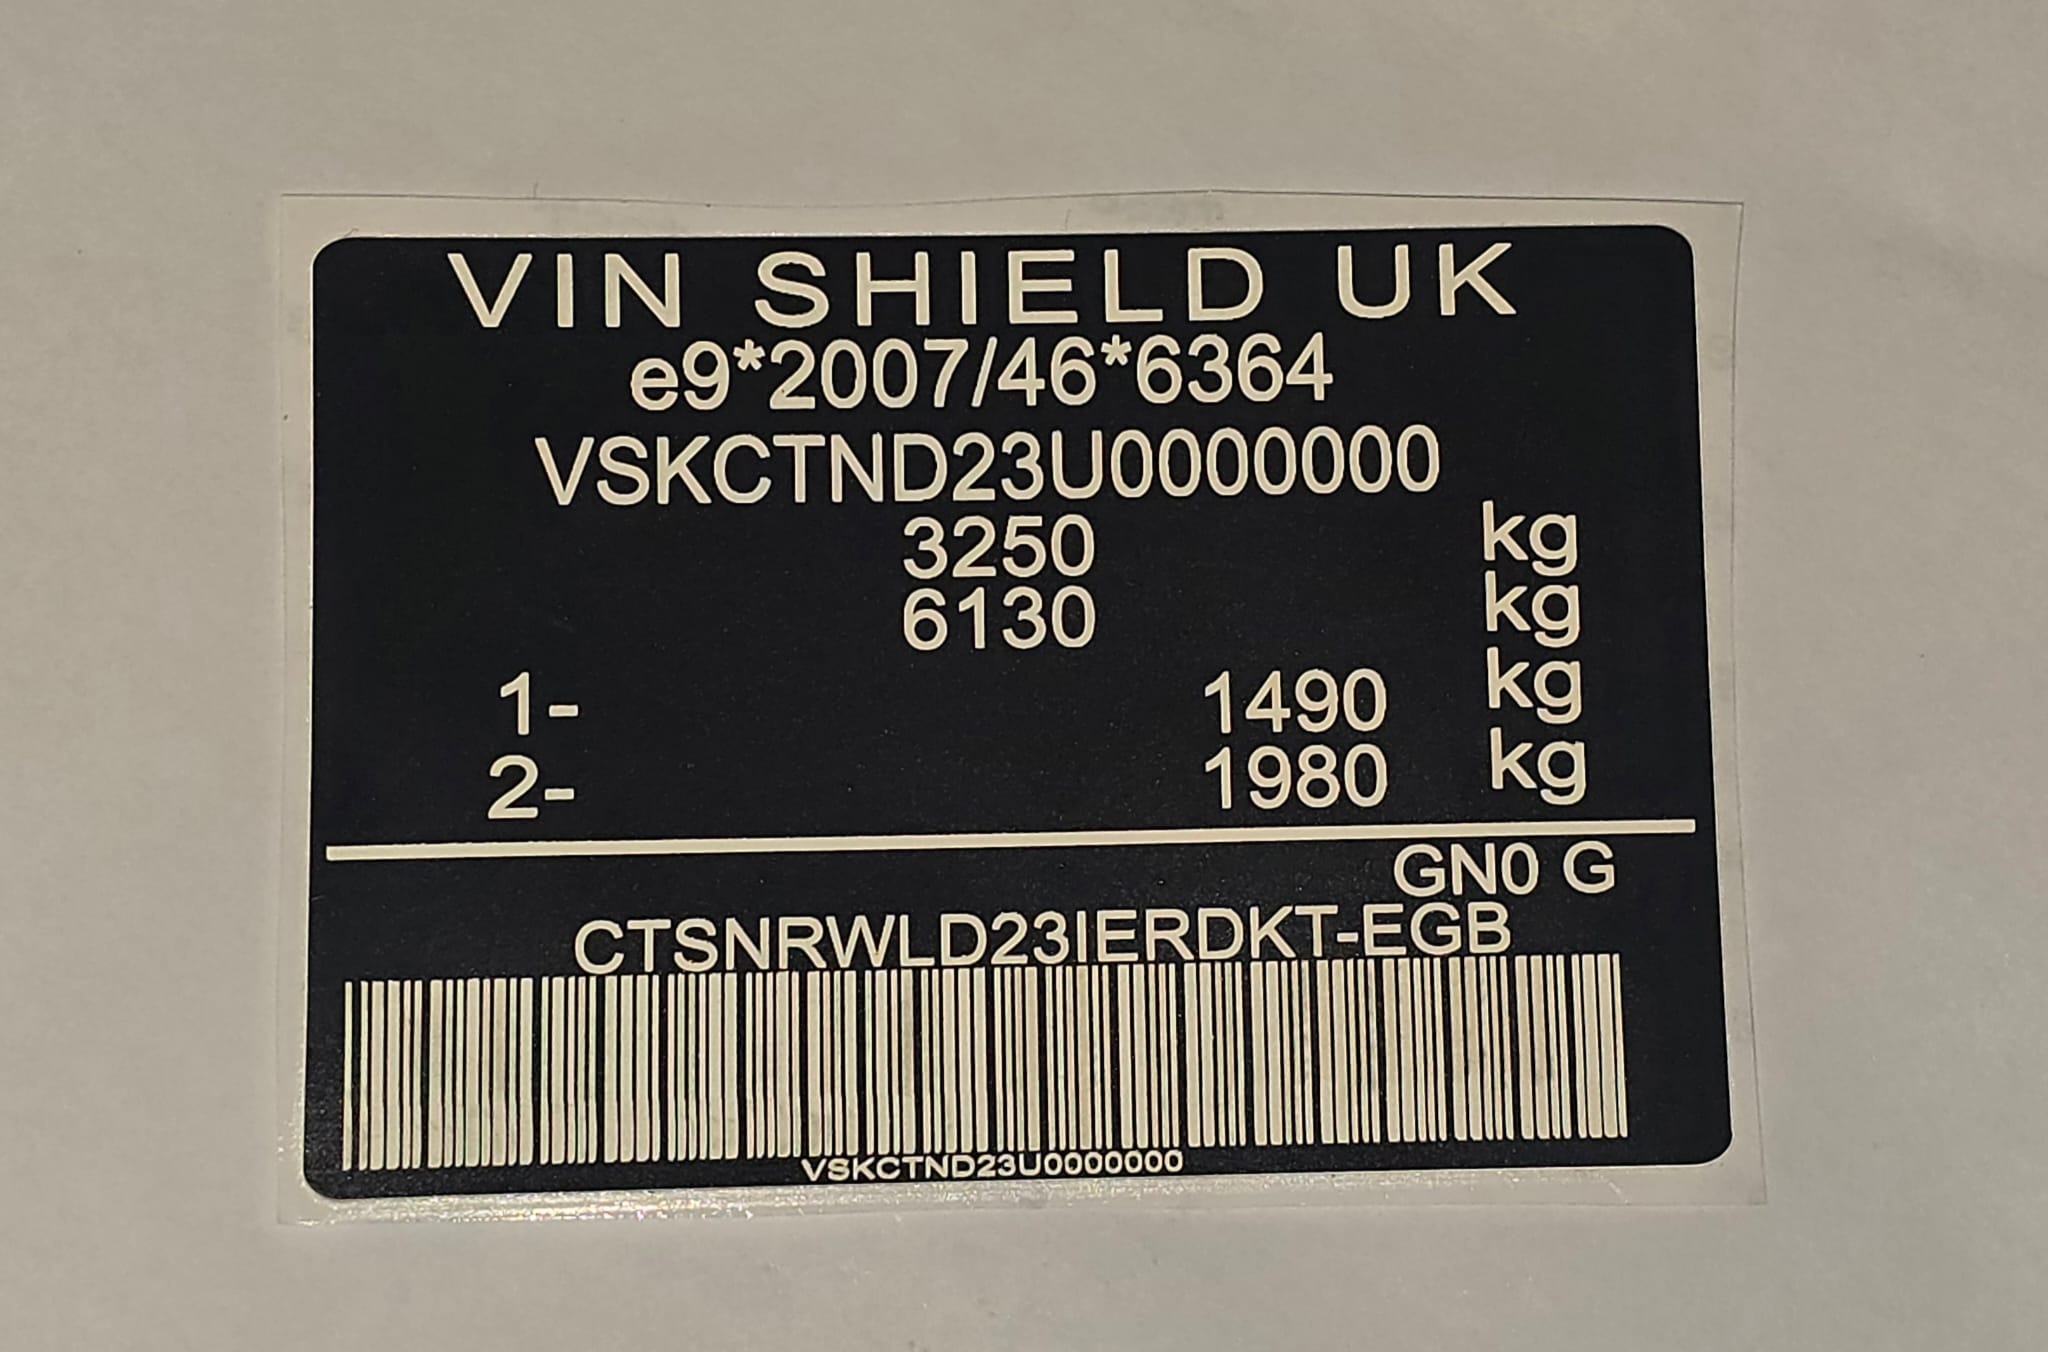 VIN SHIELD UK
e9*2007/46*6364
VSKCTND23U0000000
3250 kg
6130 kg
1- 1490 kg
2- 1980 kg
GN0 G
CTSNRWLD23IERDKT-EGB
VSKCTND23U0000000